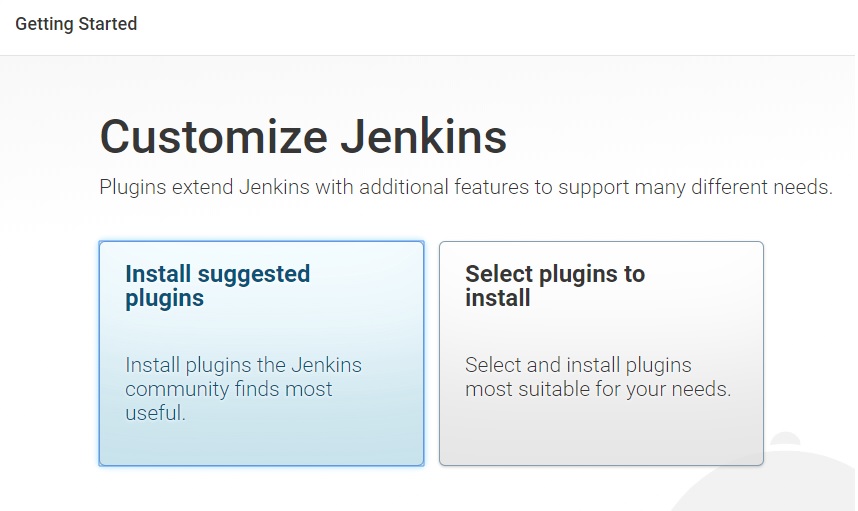 Getting Started
Customize Jenkins
Plugins extend Jenkins with additional features to support many different needs.
Install suggested
plugins
Install plugins the Jenkins
community finds most
useful.
Select plugins to
install
Select and install plugins
most suitable for your needs.